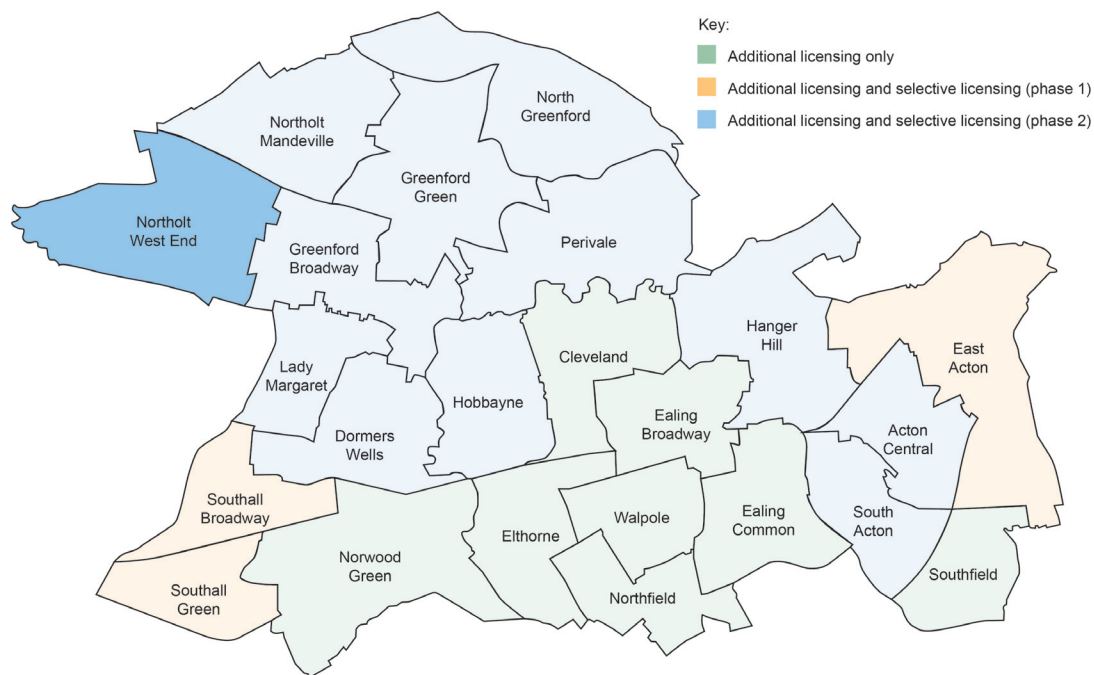 Key:
Additional licensing only
Additional licensing and selective licensing (phase 1)
Additional licensing and selective licensing (phase 2)
North
Greenford
Northolt
Mandeville
Greenford
Green
Northolt
West End
Greenford
Broadway
Perivale
Hanger
Hill
East
Acton
Cleveland
Lady
Margaret
Hobbayne
Ealing
Broadway
Dormers
Wells
Acton
Central
Southall
Broadway
Walpole
Ealing
Common
South
Acton
Elthorne
Norwood
Green
Southfield
Southall
Green
Northfield